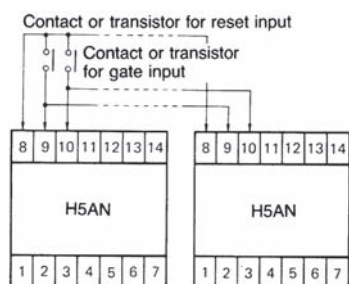 Contact or transistor for reset input
Contact or transistor
for gate input
8 9 10 11 12 13 14
H5AN
1 2 3 4 5 6 7
8 9 10 11 12 13 14
H5AN
1 2 3 4 5 6 7